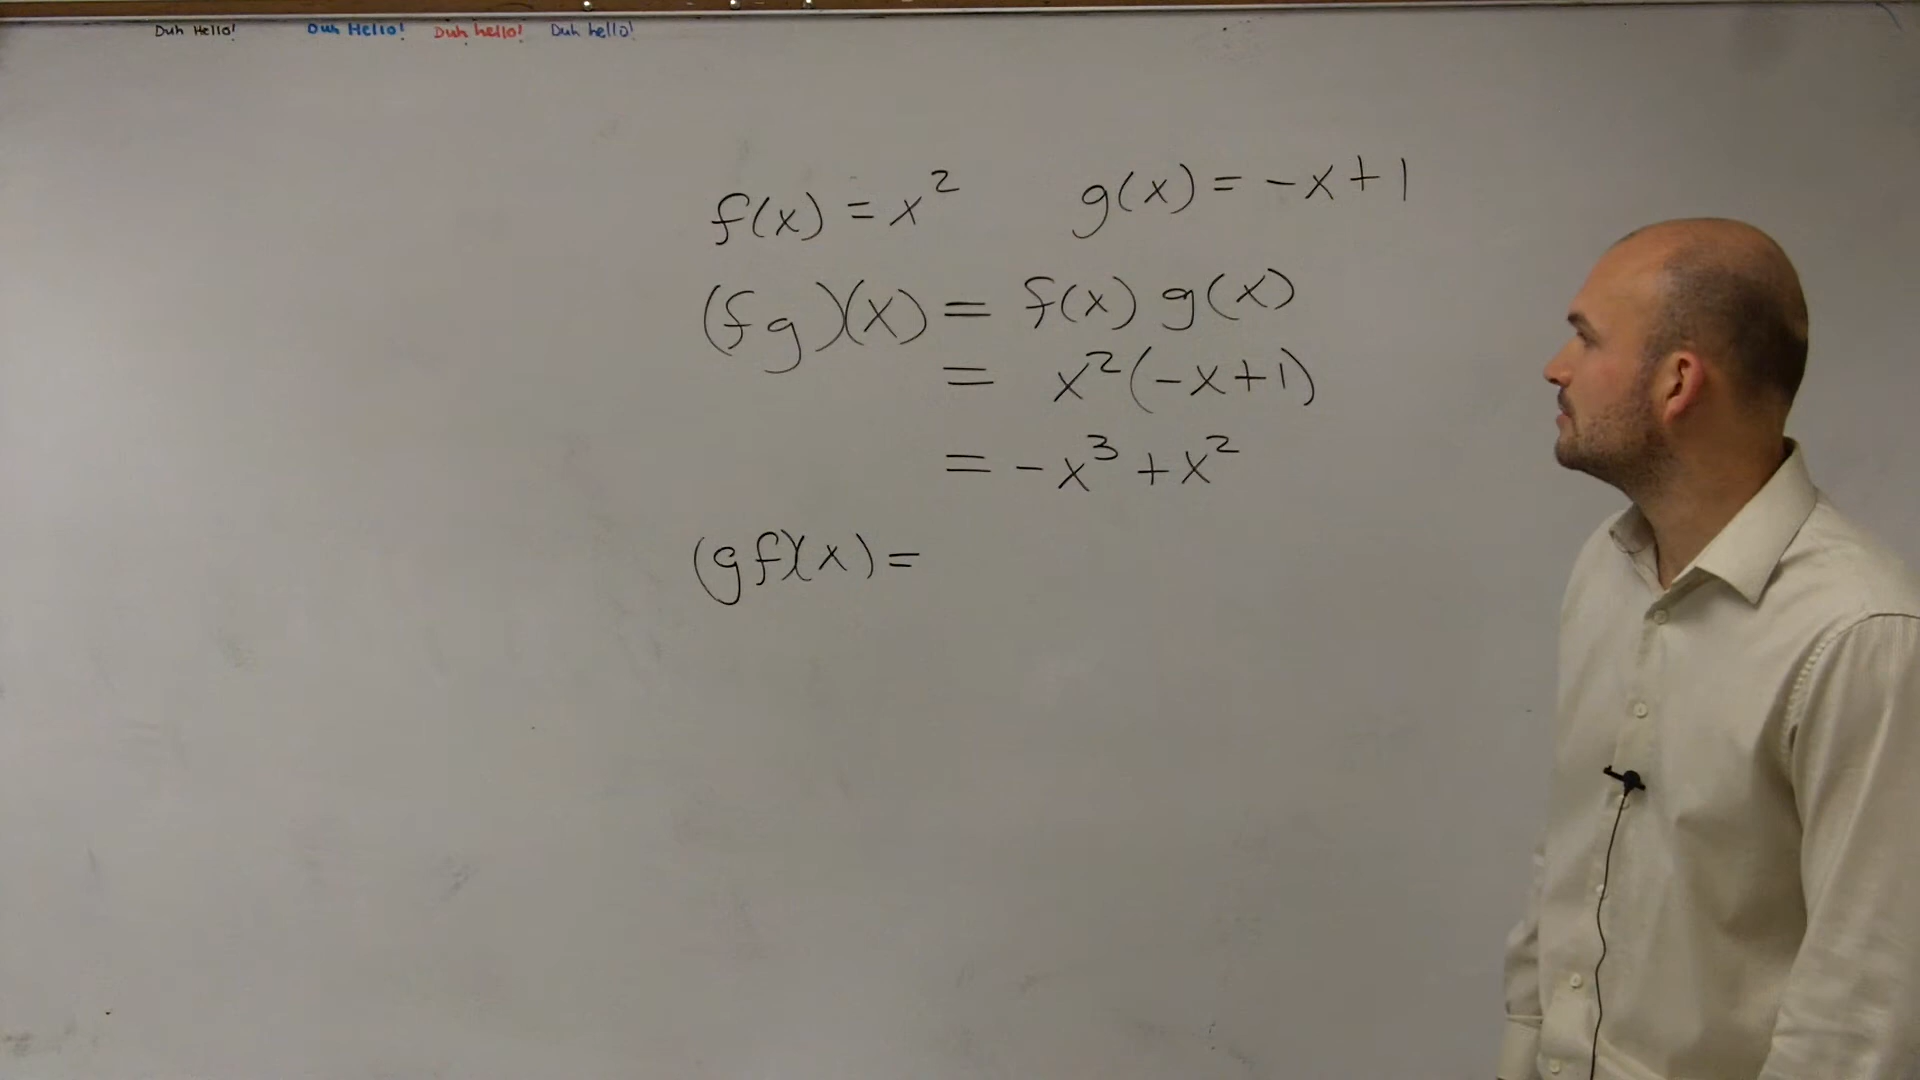 Duh Hello! Duh Hello! Duh hello! Duh hello!
f(x) = x² g(x) = -x+1
(fg)(x) = f(x) g(x)
= x²(-x+1)
= -x³ + x²
(gf)(x) =